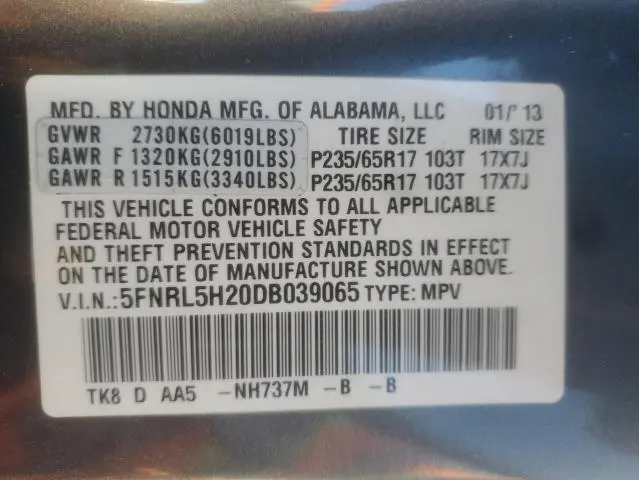 MFD. BY HONDA MFG. OF ALABAMA, LLC 01/'13
GVWR 2730KG(6019LBS) TIRE SIZE RIM SIZE
GAWR F 1320KG(2910LBS) P235/65R17 103T 17X7J
GAWR R 1515KG(3340LBS) P235/65R17 103T 17X7J
THIS VEHICLE CONFORMS TO ALL APPLICABLE
FEDERAL MOTOR VEHICLE SAFETY
AND THEFT PREVENTION STANDARDS IN EFFECT
ON THE DATE OF MANUFACTURE SHOWN ABOVE.
V.I.N.:5FNRL5H20DB039065 TYPE: MPV
TK8 D AA5 -NH737M -B -B